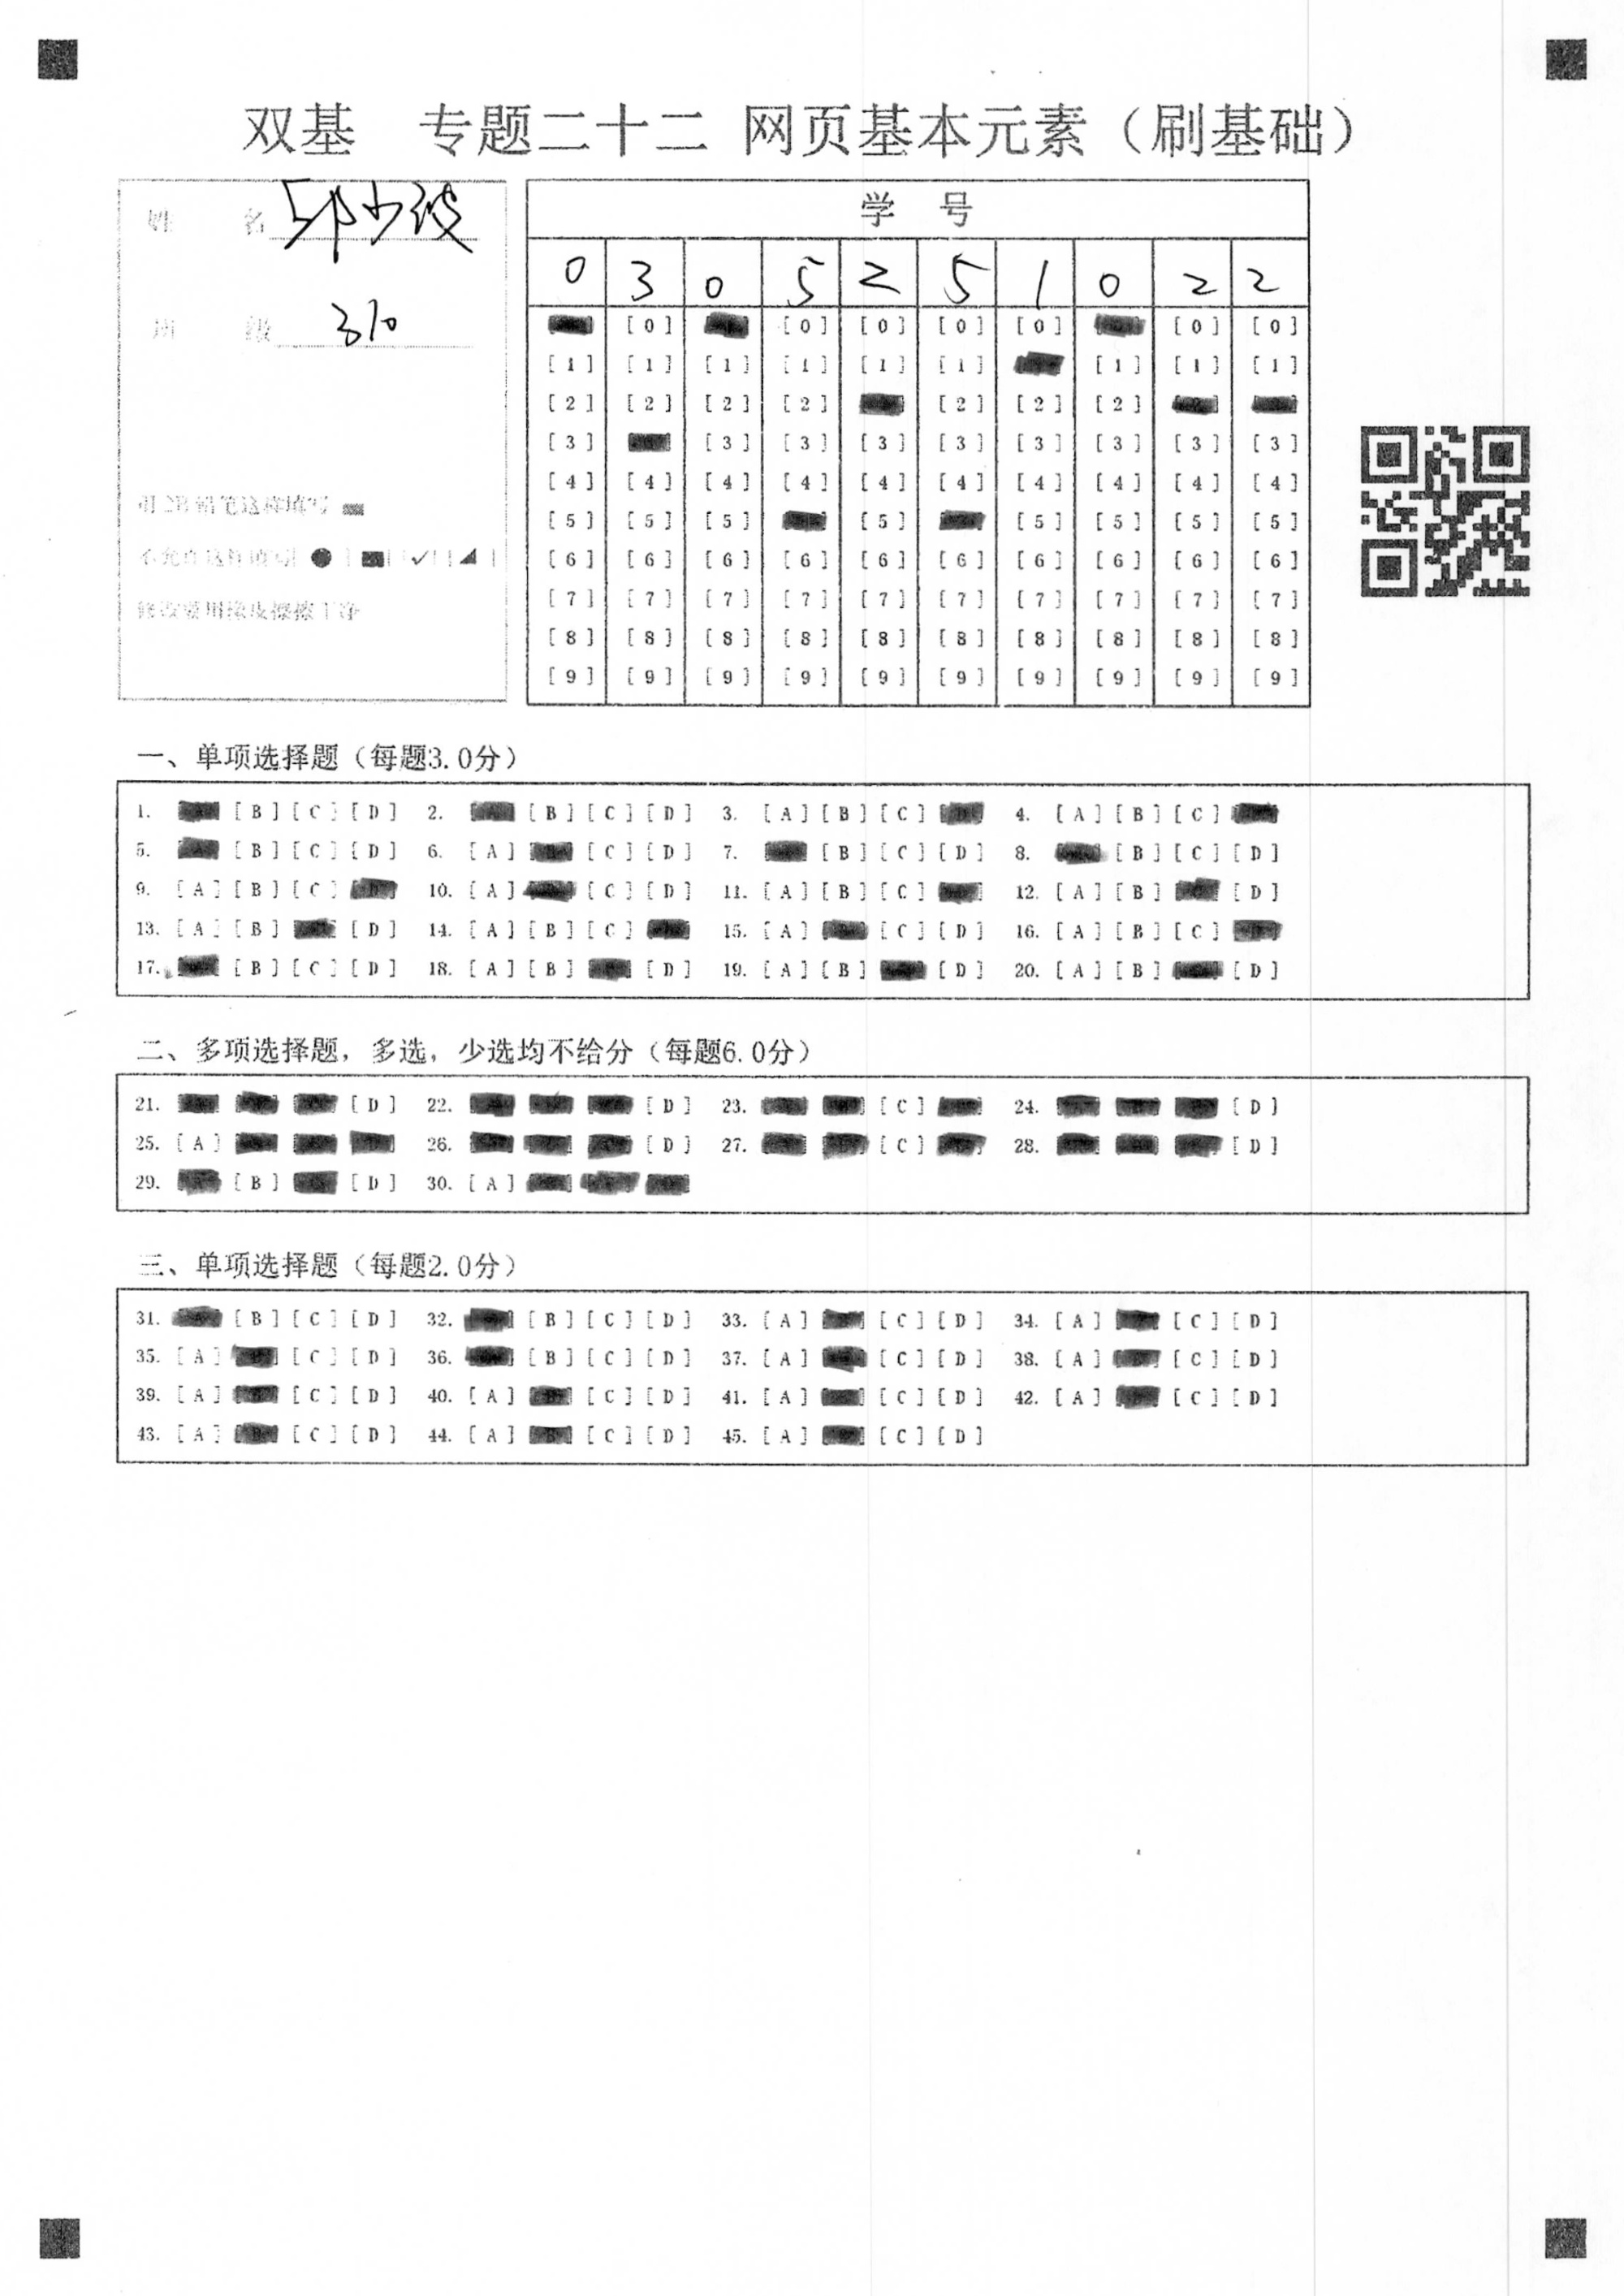 双基 专题二十二 网页基本元素（刷基础）
姓 名 邱少波
班 级 310
用2B铅笔这样填写
不允许这样填写
修改要用橡皮擦擦干净
学 号
0 3 0 5 2 5 1 0 2 2
[0] [0] [0] [0] [0] [0] [0]
[1] [1] [1] [1] [1] [1] [1] [1] [1]
[2] [2] [2] [2] [2] [2] [2]
[3] [3] [3] [3] [3] [3] [3] [3] [3]
[4] [4] [4] [4] [4] [4] [4] [4] [4] [4]
[5] [5] [5] [5] [5] [5] [5] [5]
[6] [6] [6] [6] [6] [6] [6] [6] [6] [6]
[7] [7] [7] [7] [7] [7] [7] [7] [7] [7]
[8] [8] [8] [8] [8] [8] [8] [8] [8] [8]
[9] [9] [9] [9] [9] [9] [9] [9] [9] [9]
一、单项选择题（每题3.0分）
1. [B] [C] [D] 2. [B] [C] [D] 3. [A] [B] [C] 4. [A] [B] [C]
5. [B] [C] [D] 6. [A] [C] [D] 7. [B] [C] [D] 8. [B] [C] [D]
9. [A] [B] [C] 10. [A] [C] [D] 11. [A] [B] [C] 12. [A] [B] [D]
13. [A] [B] [D] 14. [A] [B] [C] 15. [A] [C] [D] 16. [A] [B] [C]
17. [B] [C] [D] 18. [A] [B] [D] 19. [A] [B] [D] 20. [A] [B] [D]
二、多项选择题，多选，少选均不给分（每题6.0分）
21. [D] 22. [D] 23. [C] 24. [D]
25. [A] 26. [D] 27. [C] 28. [D]
29. [B] [D] 30. [A]
三、单项选择题（每题2.0分）
31. [B] [C] [D] 32. [B] [C] [D] 33. [A] [C] [D] 34. [A] [C] [D]
35. [A] [C] [D] 36. [B] [C] [D] 37. [A] [C] [D] 38. [A] [C] [D]
39. [A] [C] [D] 40. [A] [C] [D] 41. [A] [C] [D] 42. [A] [C] [D]
43. [A] [C] [D] 44. [A] [C] [D] 45. [A] [C] [D]